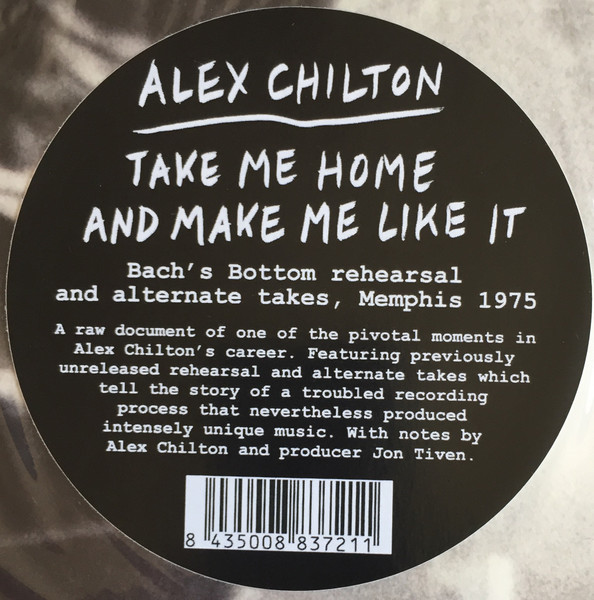 ALEX CHILTON
TAKE ME HOME
AND MAKE ME LIKE IT
Bach's Bottom rehearsal
and alternate takes, Memphis 1975
A raw document of one of the pivotal moments in
Alex Chilton's career. Featuring previously
unreleased rehearsal and alternate takes which
tell the story of a troubled recording
process that nevertheless produced
intensely unique music. With notes by
Alex Chilton and producer Jon Tiven.
8 435008 837211